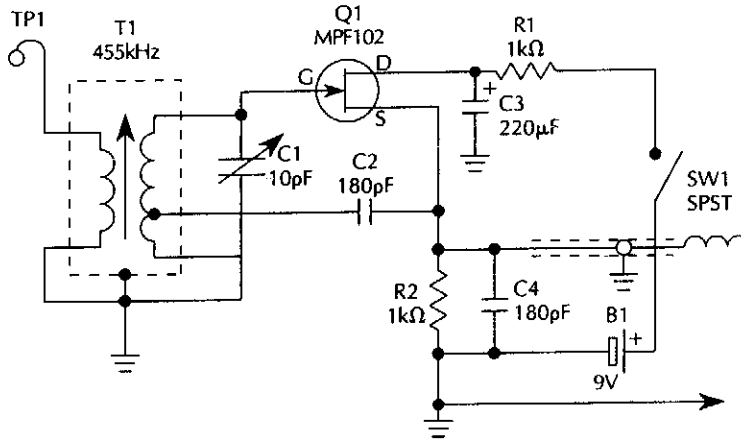 TP1
T1
455kHz
Q1
MPF102
G
D
S
R1
1kΩ
+
C3
220µF
C1
10pF
C2
180pF
SW1
SPST
R2
1kΩ
C4
180pF
B1
+
9V